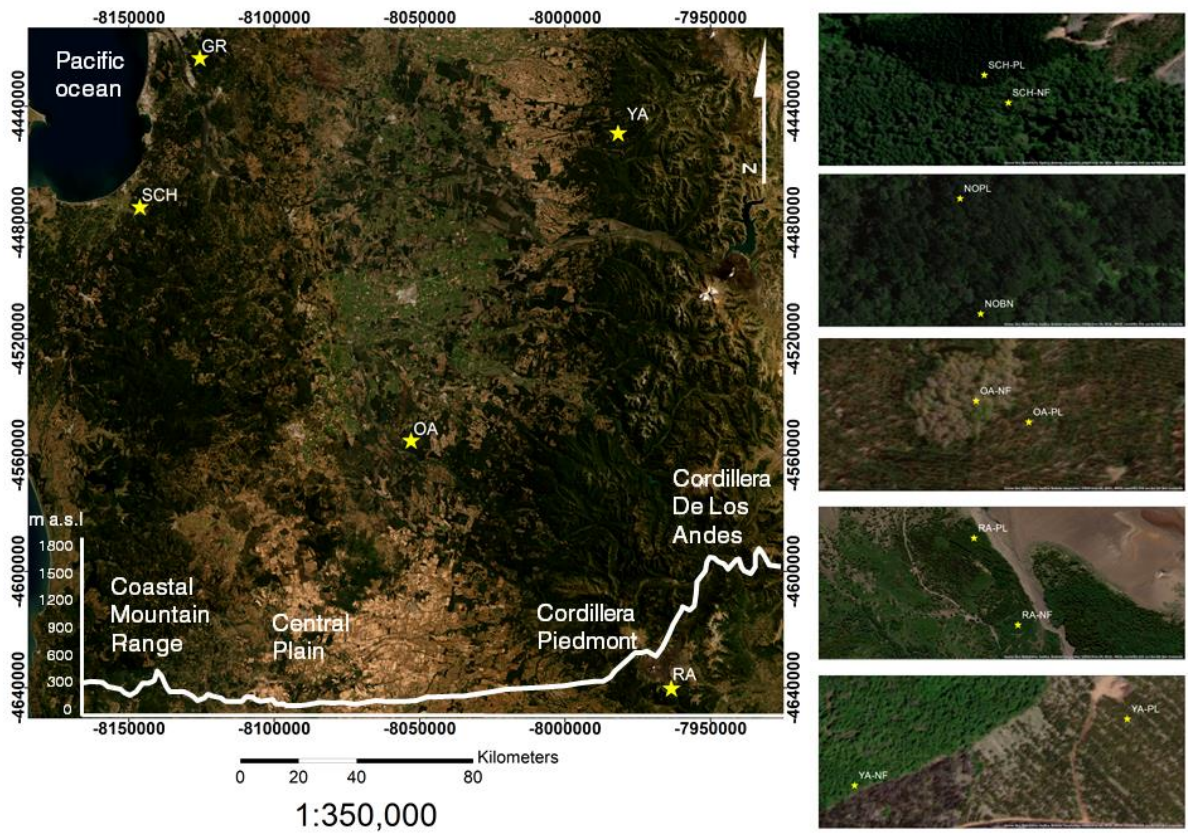 -8150000 -8100000 -8050000 -8000000 -7950000
Pacific
ocean
GR
YA
SCH
OA
RA
N
-4440000
-4480000
-4520000
-4560000
-4600000
-4640000
-4440000
-4480000
-4520000
-4560000
-4600000
-4640000
m a.s.l
1800
1500
1200
900
600
300
0
Coastal
Mountain
Range
Central
Plain
Cordillera
Piedmont
Cordillera
De Los
Andes
-8150000 -8100000 -8050000 -8000000 -7950000
Kilometers
0 20 40 80
1:350,000
SCH-PL
SCH-NF
NOPL
NOBN
OA-NF
OA-PL
RA-PL
RA-NF
YA-PL
YA-NF